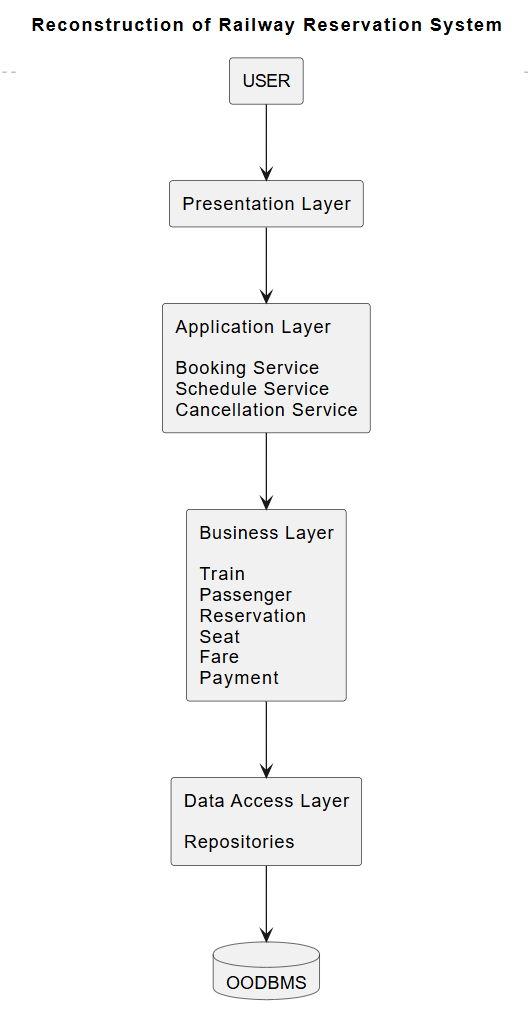 Reconstruction of Railway Reservation System
USER
Presentation Layer
Application Layer
Booking Service
Schedule Service
Cancellation Service
Business Layer
Train
Passenger
Reservation
Seat
Fare
Payment
Data Access Layer
Repositories
OODBMS